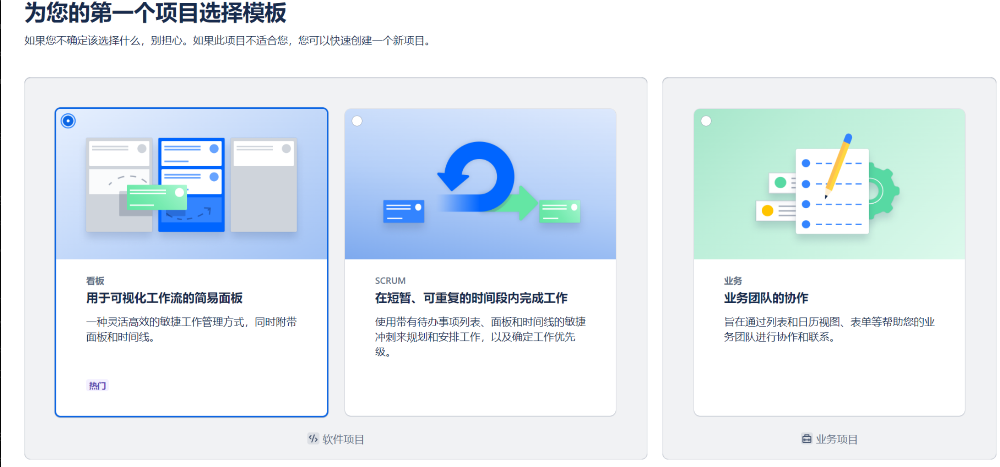 为您的第一个项目选择模板
如果您不确定该选择什么，别担心。如果此项目不适合您，您可以快速创建一个新项目。
看板
用于可视化工作流的简易面板
一种灵活高效的敏捷工作管理方式，同时附带
面板和时间线。
热门
SCRUM
在短暂、可重复的时间段内完成工作
使用带有待办事项列表、面板和时间线的敏捷
冲刺来规划和安排工作，以及确定工作优先
级。
软件项目
业务
业务团队的协作
旨在通过列表和日历视图、表单等帮助您的业
务团队进行协作和联系。
业务项目